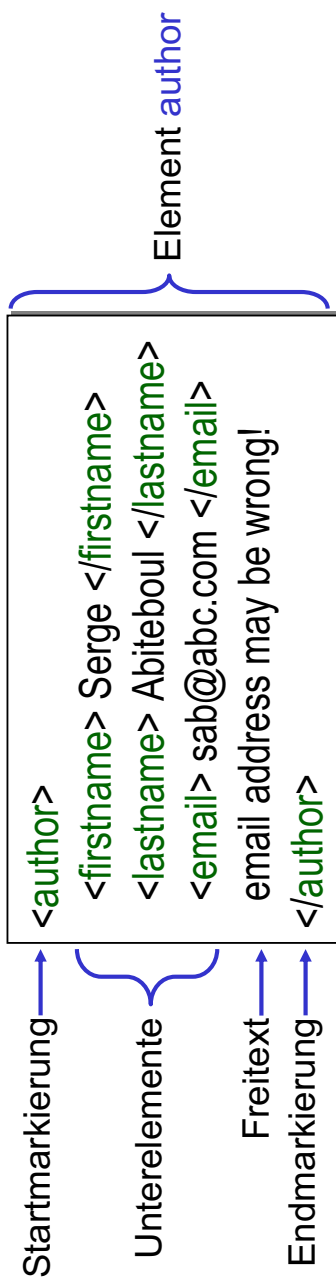 Startmarkierung
<author>
Unterelemente
<firstname> Serge </firstname>
<lastname> Abiteboul </lastname>
<email> sab@abc.com </email>
Freitext
email address may be wrong!
Endmarkierung
</author>
Element author